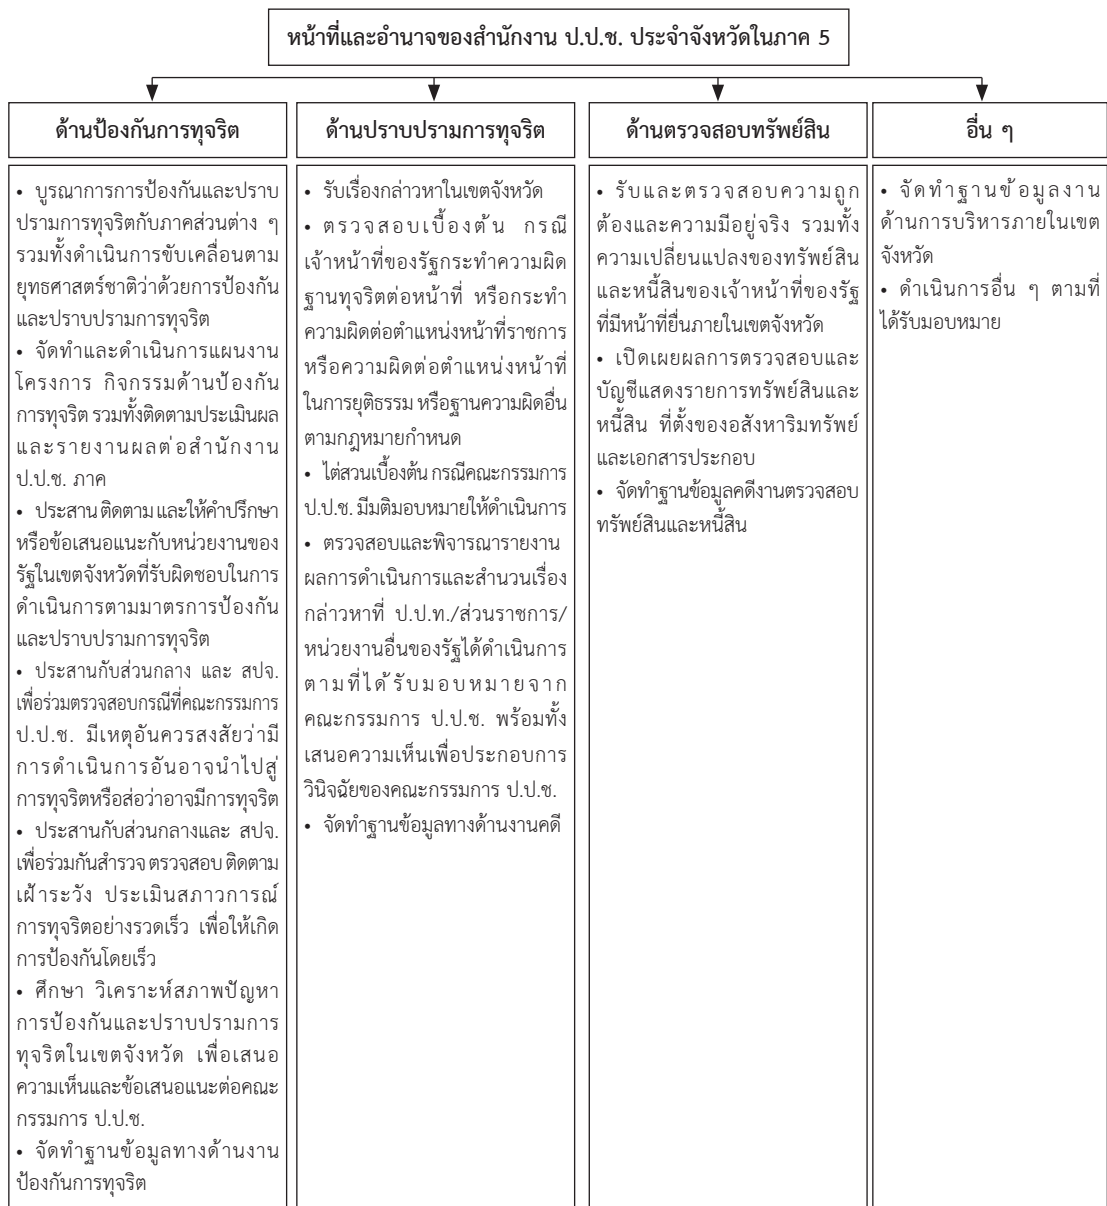 หน้าที่และอำนาจของสำนักงาน ป.ป.ช. ประจำจังหวัดในภาค 5
ด้านป้องกันการทุจริต
• บูรณาการการป้องกันและปราบ
ปรามการทุจริตกับภาคส่วนต่าง ๆ
รวมทั้งดำเนินการขับเคลื่อนตาม
ยุทธศาสตร์ชาติว่าด้วยการป้องกัน
และปราบปรามการทุจริต
• จัดทำและดำเนินการแผนงาน
โครงการ กิจกรรมด้านป้องกัน
การทุจริต รวมทั้งติดตามประเมินผล
และรายงานผลต่อสำนักงาน
ป.ป.ช. ภาค
• ประสาน ติดตาม และให้คำปรึกษา
หรือข้อเสนอแนะกับหน่วยงานของ
รัฐในเขตจังหวัดที่รับผิดชอบในการ
ดำเนินการตามมาตรการป้องกัน
และปราบปรามการทุจริต
• ประสานกับส่วนกลาง และ สปจ.
เพื่อร่วมตรวจสอบกรณีที่คณะกรรมการ
ป.ป.ช. มีเหตุอันควรสงสัยว่ามี
การดำเนินการอันอาจนำไปสู่
การทุจริตหรือส่อว่าอาจมีการทุจริต
• ประสานกับส่วนกลางและ สปจ.
เพื่อร่วมกันสำรวจ ตรวจสอบ ติดตาม
เฝ้าระวัง ประเมินสภาวการณ์
การทุจริตอย่างรวดเร็ว เพื่อให้เกิด
การป้องกันโดยเร็ว
• ศึกษา วิเคราะห์สภาพปัญหา
การป้องกันและปราบปรามการ
ทุจริตในเขตจังหวัด เพื่อเสนอ
ความเห็นและข้อเสนอแนะต่อคณะ
กรรมการ ป.ป.ช.
• จัดทำฐานข้อมูลทางด้านงาน
ป้องกันการทุจริต
ด้านปราบปรามการทุจริต
• รับเรื่องกล่าวหาในเขตจังหวัด
• ตรวจสอบเบื้องต้น กรณี
เจ้าหน้าที่ของรัฐกระทำความผิด
ฐานทุจริตต่อหน้าที่ หรือกระทำ
ความผิดต่อตำแหน่งหน้าที่ราชการ
หรือความผิดต่อตำแหน่งหน้าที่
ในการยุติธรรม หรือฐานความผิดอื่น
ตามกฎหมายกำหนด
• ไต่สวนเบื้องต้น กรณีคณะกรรมการ
ป.ป.ช. มีมติมอบหมายให้ดำเนินการ
• ตรวจสอบและพิจารณารายงาน
ผลการดำเนินการและสำนวนเรื่อง
กล่าวหาที่ ป.ป.ท./ส่วนราชการ/
หน่วยงานอื่นของรัฐได้ดำเนินการ
ตามที่ได้รับมอบหมายจาก
คณะกรรมการ ป.ป.ช. พร้อมทั้ง
เสนอความเห็นเพื่อประกอบการ
วินิจฉัยของคณะกรรมการ ป.ป.ช.
• จัดทำฐานข้อมูลทางด้านงานคดี
ด้านตรวจสอบทรัพย์สิน
• รับและตรวจสอบความถูก
ต้องและความมีอยู่จริง รวมทั้ง
ความเปลี่ยนแปลงของทรัพย์สิน
และหนี้สินของเจ้าหน้าที่ของรัฐ
ที่มีหน้าที่ยื่นภายในเขตจังหวัด
• เปิดเผยผลการตรวจสอบและ
บัญชีแสดงรายการทรัพย์สินและ
หนี้สิน ที่ตั้งของอสังหาริมทรัพย์
และเอกสารประกอบ
• จัดทำฐานข้อมูลคดีงานตรวจสอบ
ทรัพย์สินและหนี้สิน
อื่น ๆ
• จัดทำฐานข้อมูลงาน
ด้านการบริหารภายในเขต
จังหวัด
• ดำเนินการอื่น ๆ ตามที่
ได้รับมอบหมาย